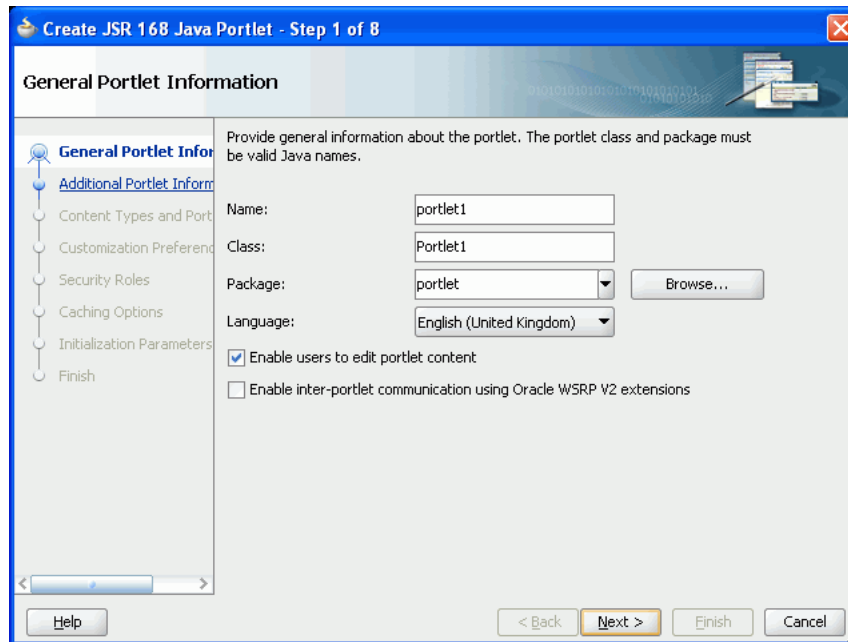 Create JSR 168 Java Portlet - Step 1 of 8
General Portlet Information
General Portlet Infor
Additional Portlet Inform
Content Types and Port
Customization Preferenc
Security Roles
Caching Options
Initialization Parameters
Finish
Provide general information about the portlet. The portlet class and package must
be valid Java names.
Name: portlet1
Class: Portlet1
Package: portlet Browse...
Language: English (United Kingdom)
Enable users to edit portlet content
Enable inter-portlet communication using Oracle WSRP V2 extensions
Help < Back Next > Finish Cancel